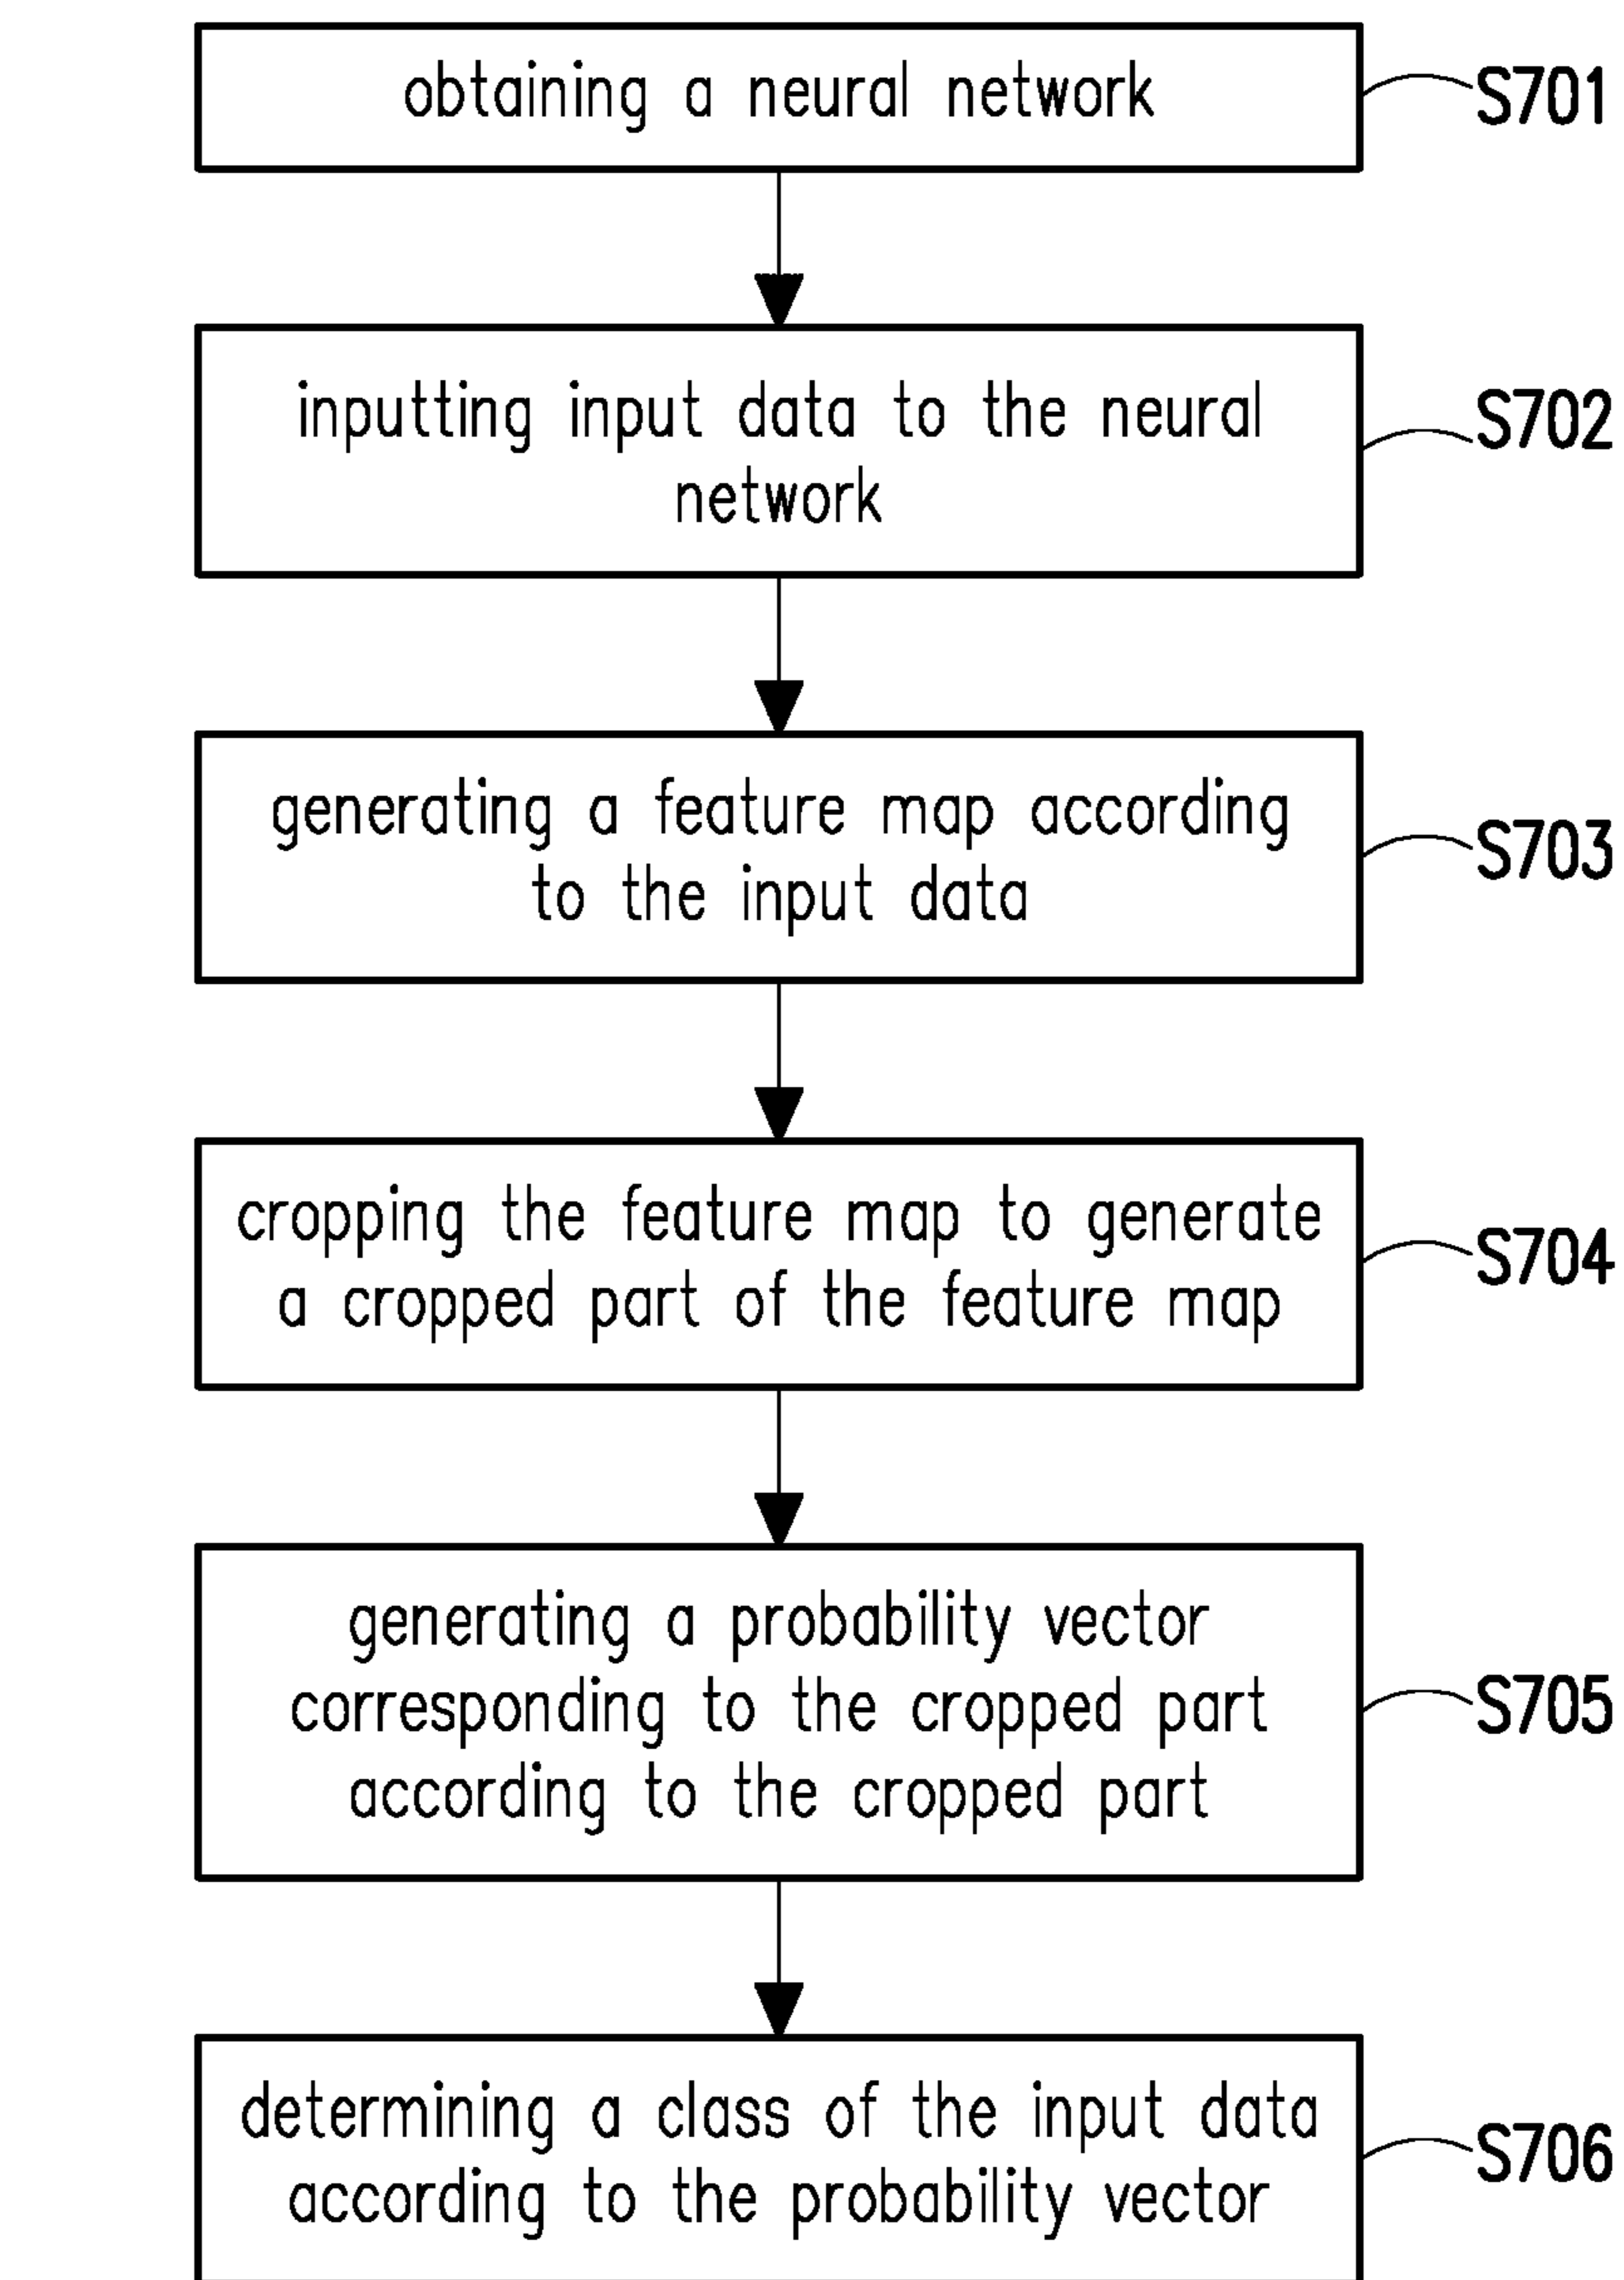 obtaining a neural network
S701
inputting input data to the neural
network
S702
generating a feature map according
to the input data
S703
cropping the feature map to generate
a cropped part of the feature map
S704
generating a probability vector
corresponding to the cropped part
according to the cropped part
S705
determining a class of the input data
according to the probability vector
S706